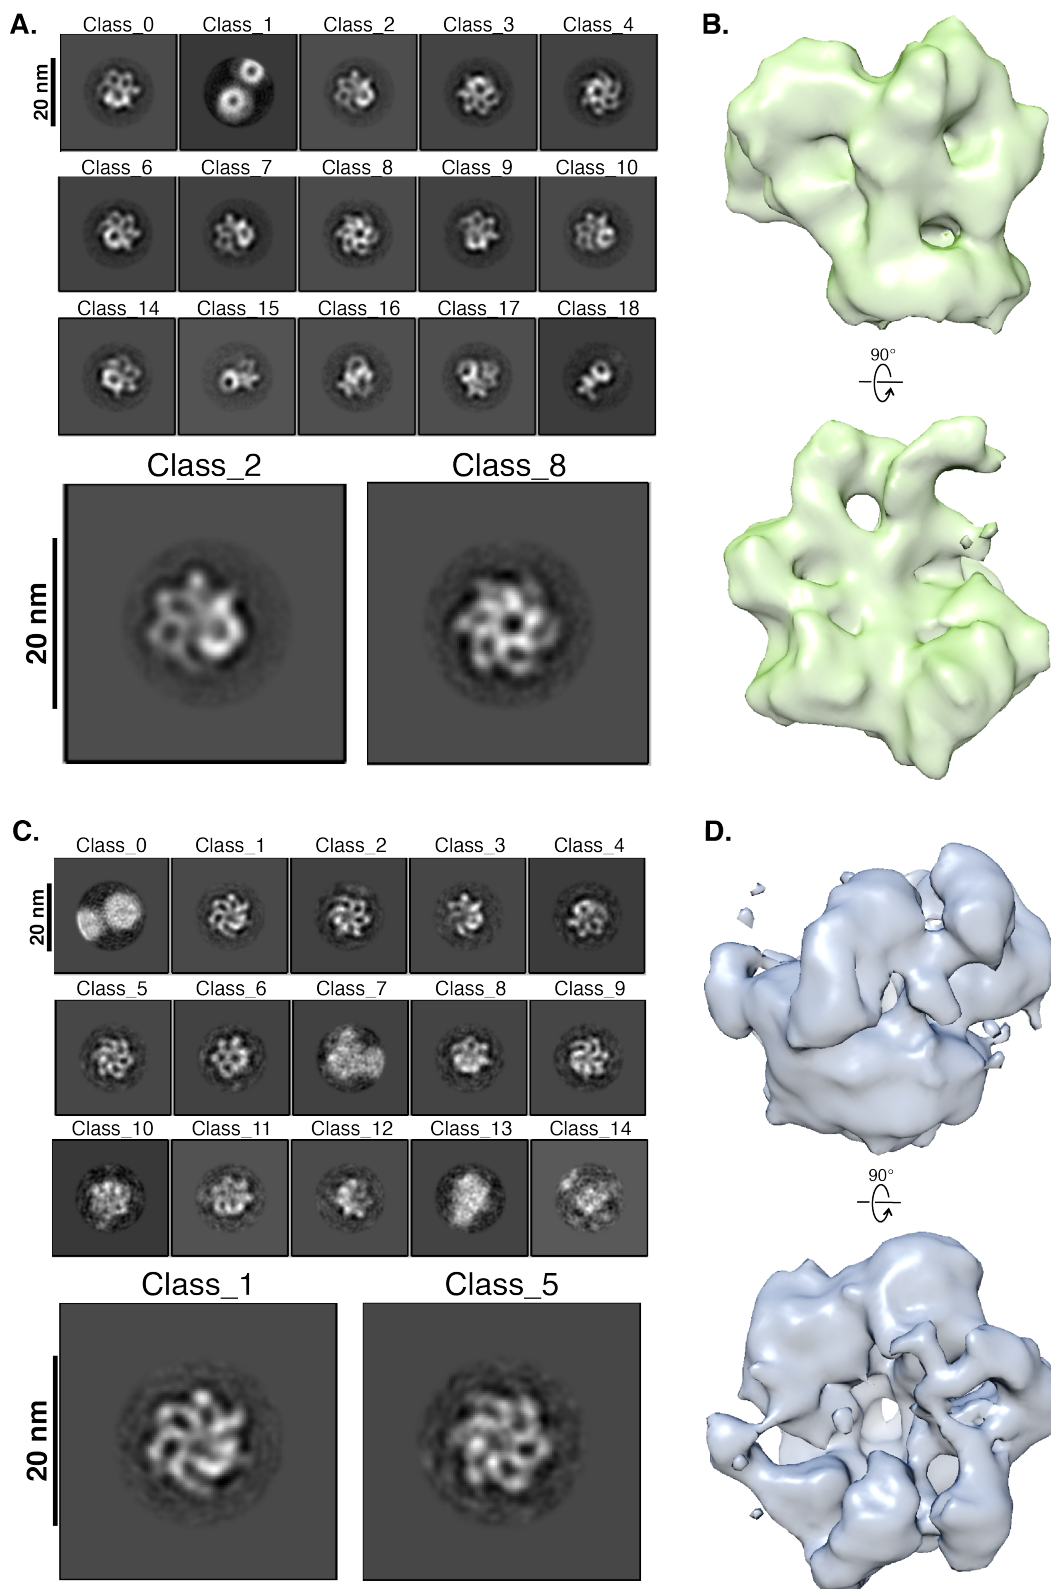 A.
Class_0 Class_1 Class_2 Class_3 Class_4
20 nm
Class_6 Class_7 Class_8 Class_9 Class_10
Class_14 Class_15 Class_16 Class_17 Class_18
Class_2 Class_8
20 nm
B.
90°
C.
Class_0 Class_1 Class_2 Class_3 Class_4
20 nm
Class_5 Class_6 Class_7 Class_8 Class_9
Class_10 Class_11 Class_12 Class_13 Class_14
Class_1 Class_5
20 nm
D.
90°